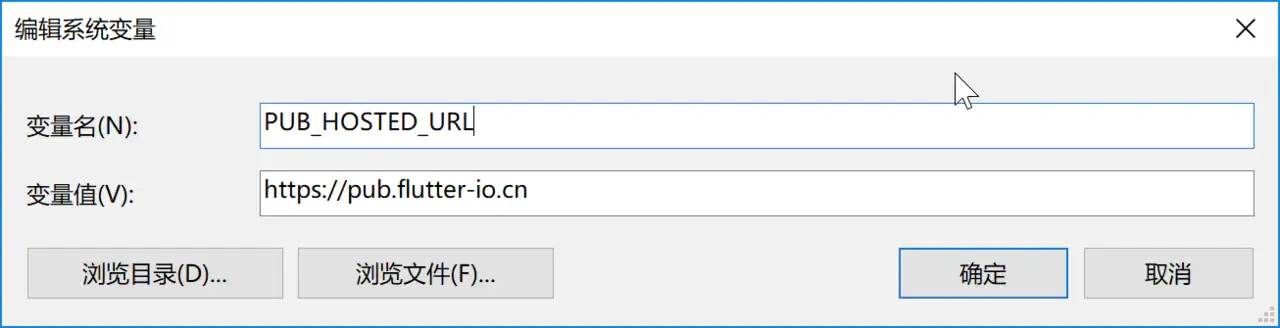 编辑系统变量
变量名(N): PUB_HOSTED_URL
变量值(V): https://pub.flutter-io.cn
浏览目录(D)... 浏览文件(F)... 确定 取消